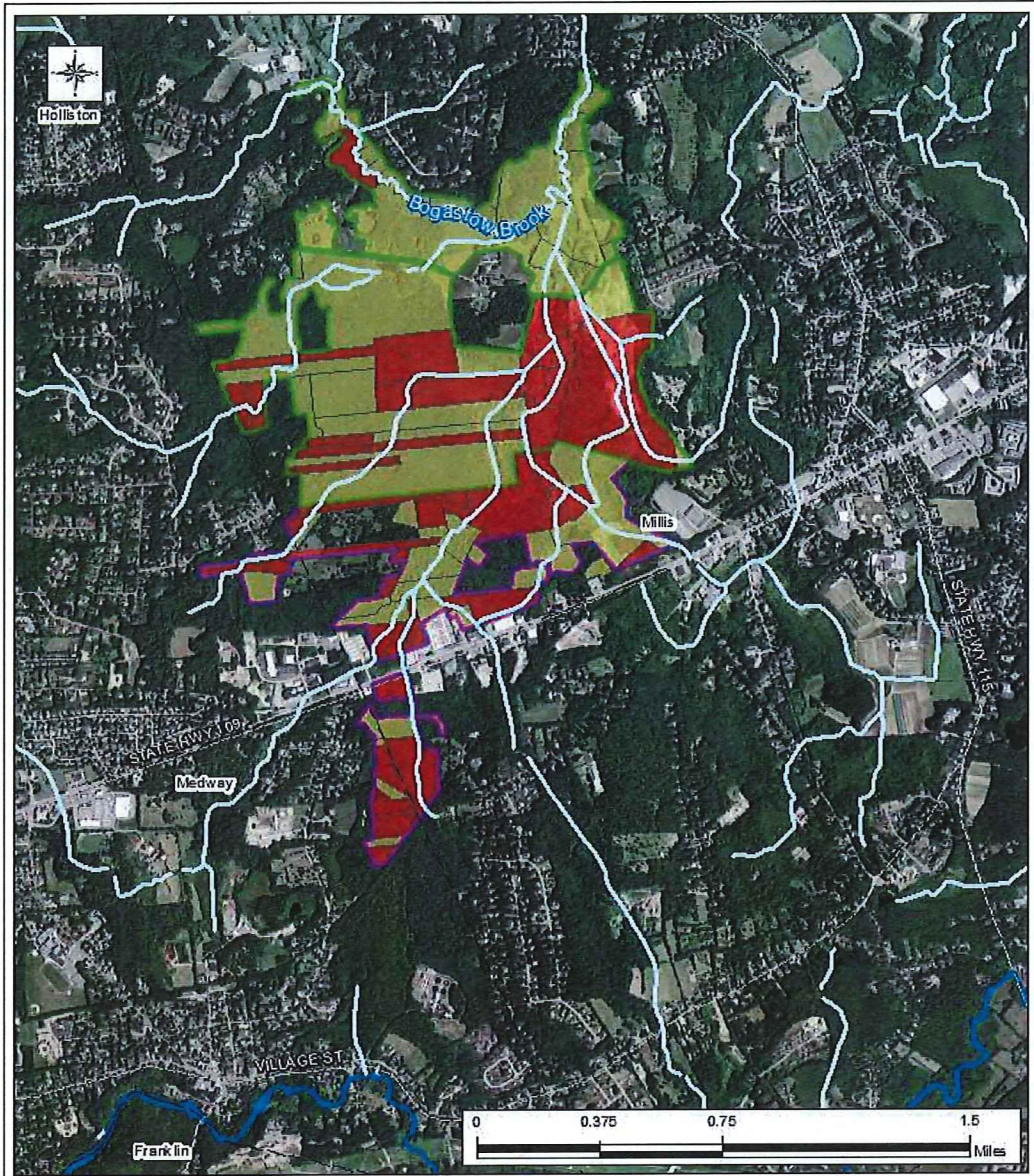 Holliston
Bogastow Brook
Millis
STATE HWY 115
STATE HWY 109
Medway
VILLAGE ST
Franklin
0 0.375 0.75 1.5
Miles